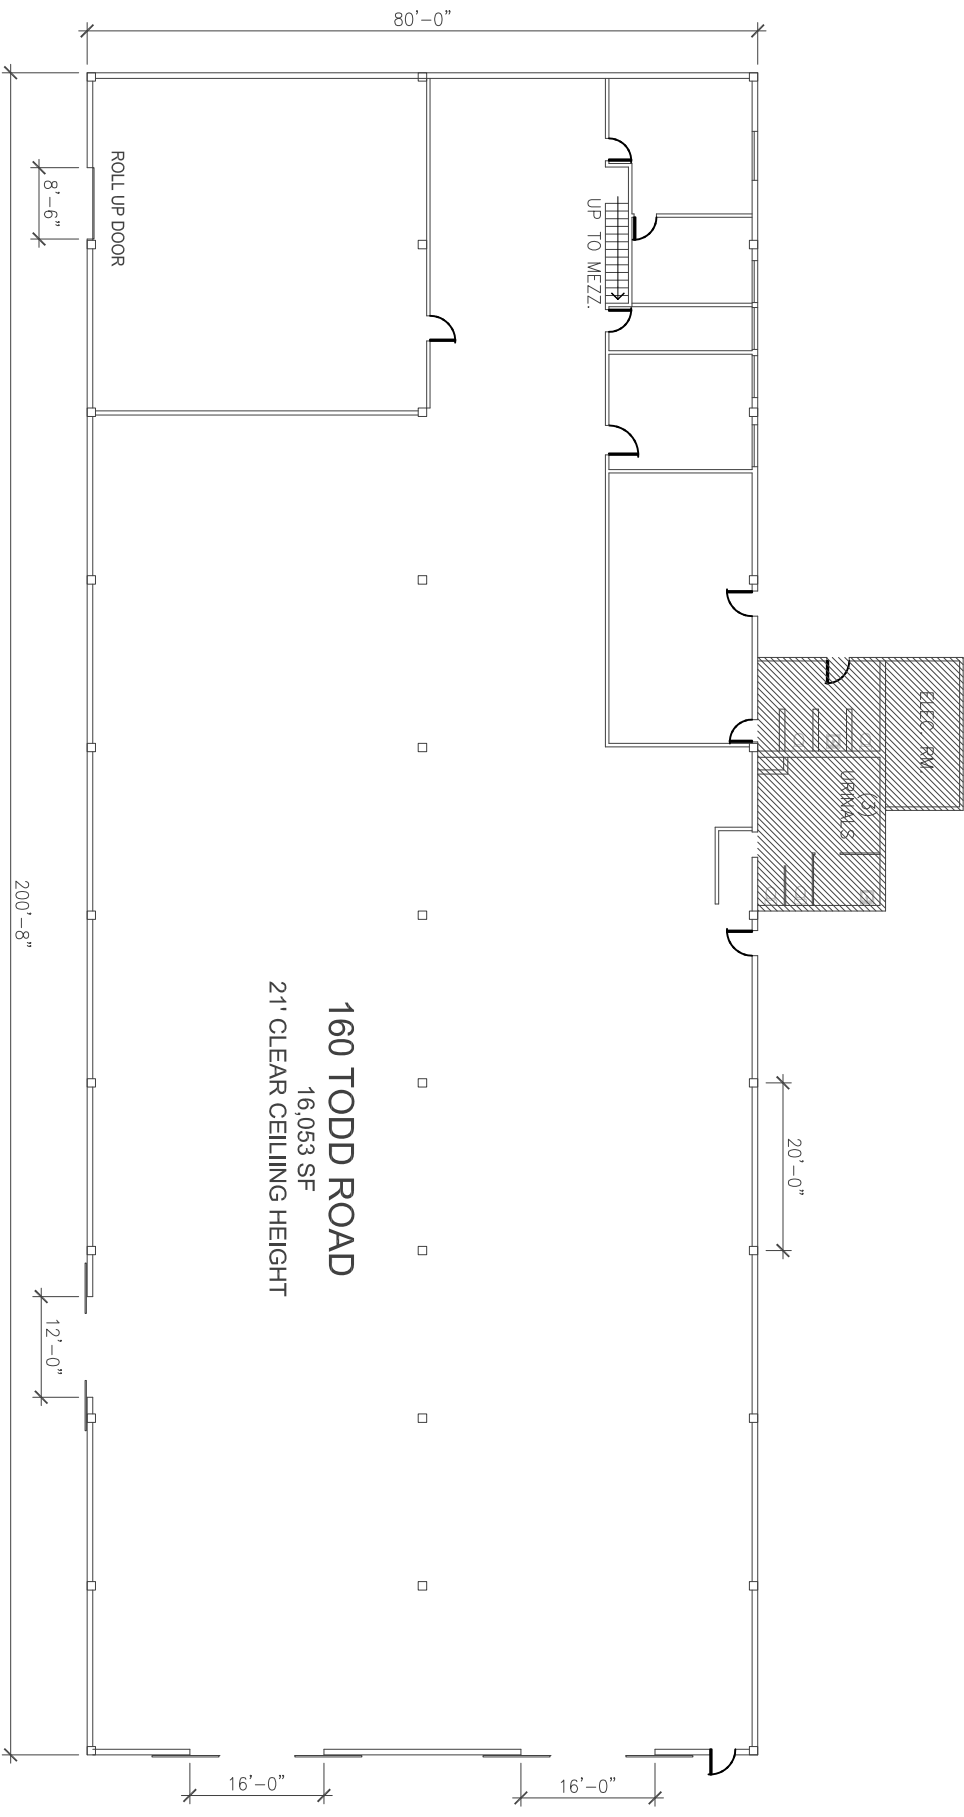 80'-0"
ROLL UP DOOR
8'-6"
UP TO MEZZ.
ELEC. RM.
(3)
URINALS
200'-8"
160 TODD ROAD
16,053 SF
21' CLEAR CEILIING HEIGHT
20'-0"
12'-0"
16'-0"
16'-0"